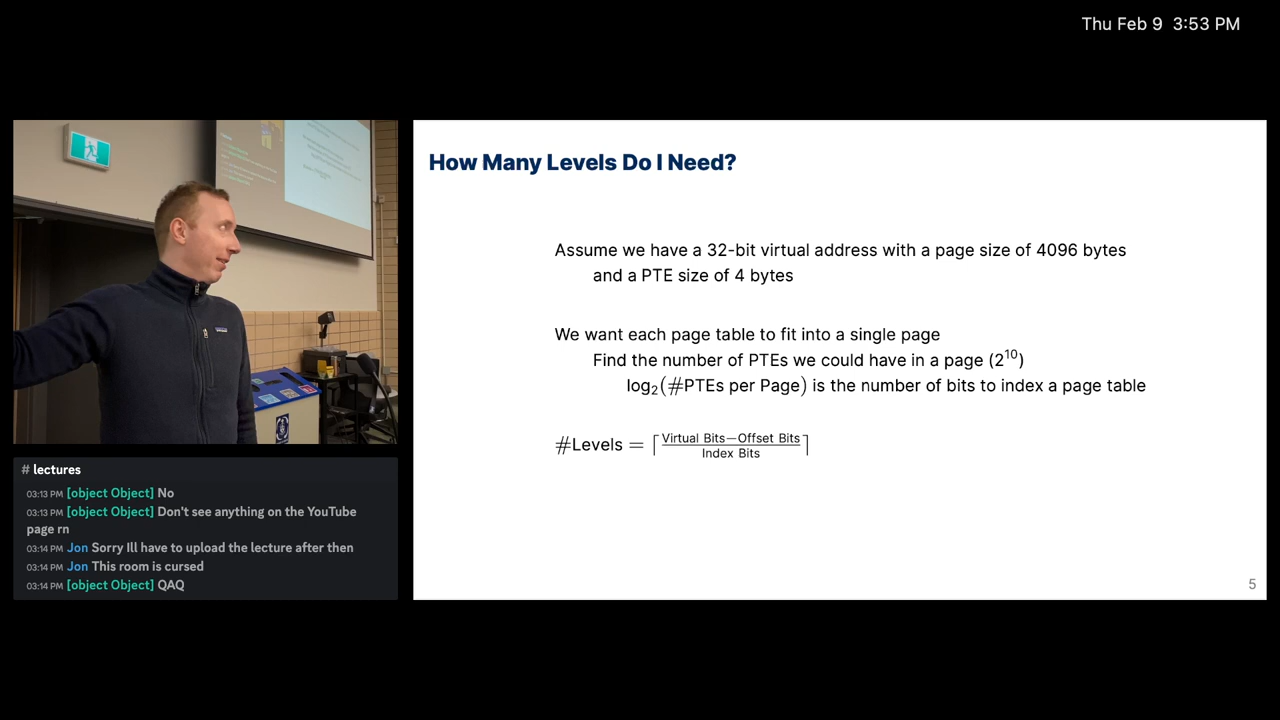 Thu Feb 9 3:53 PM
How Many Levels Do I Need?
Assume we have a 32-bit virtual address with a page size of 4096 bytes
and a PTE size of 4 bytes
We want each page table to fit into a single page
Find the number of PTEs we could have in a page (2^10)
log₂(#PTEs per Page) is the number of bits to index a page table
#Levels = ⌈(Virtual Bits−Offset Bits)/(Index Bits)⌉
5
# lectures
03:13 PM [object Object] No
03:13 PM [object Object] Don't see anything on the YouTube
page rn
03:14 PM Jon Sorry Ill have to upload the lecture after then
03:14 PM Jon This room is cursed
03:14 PM [object Object] QAQ